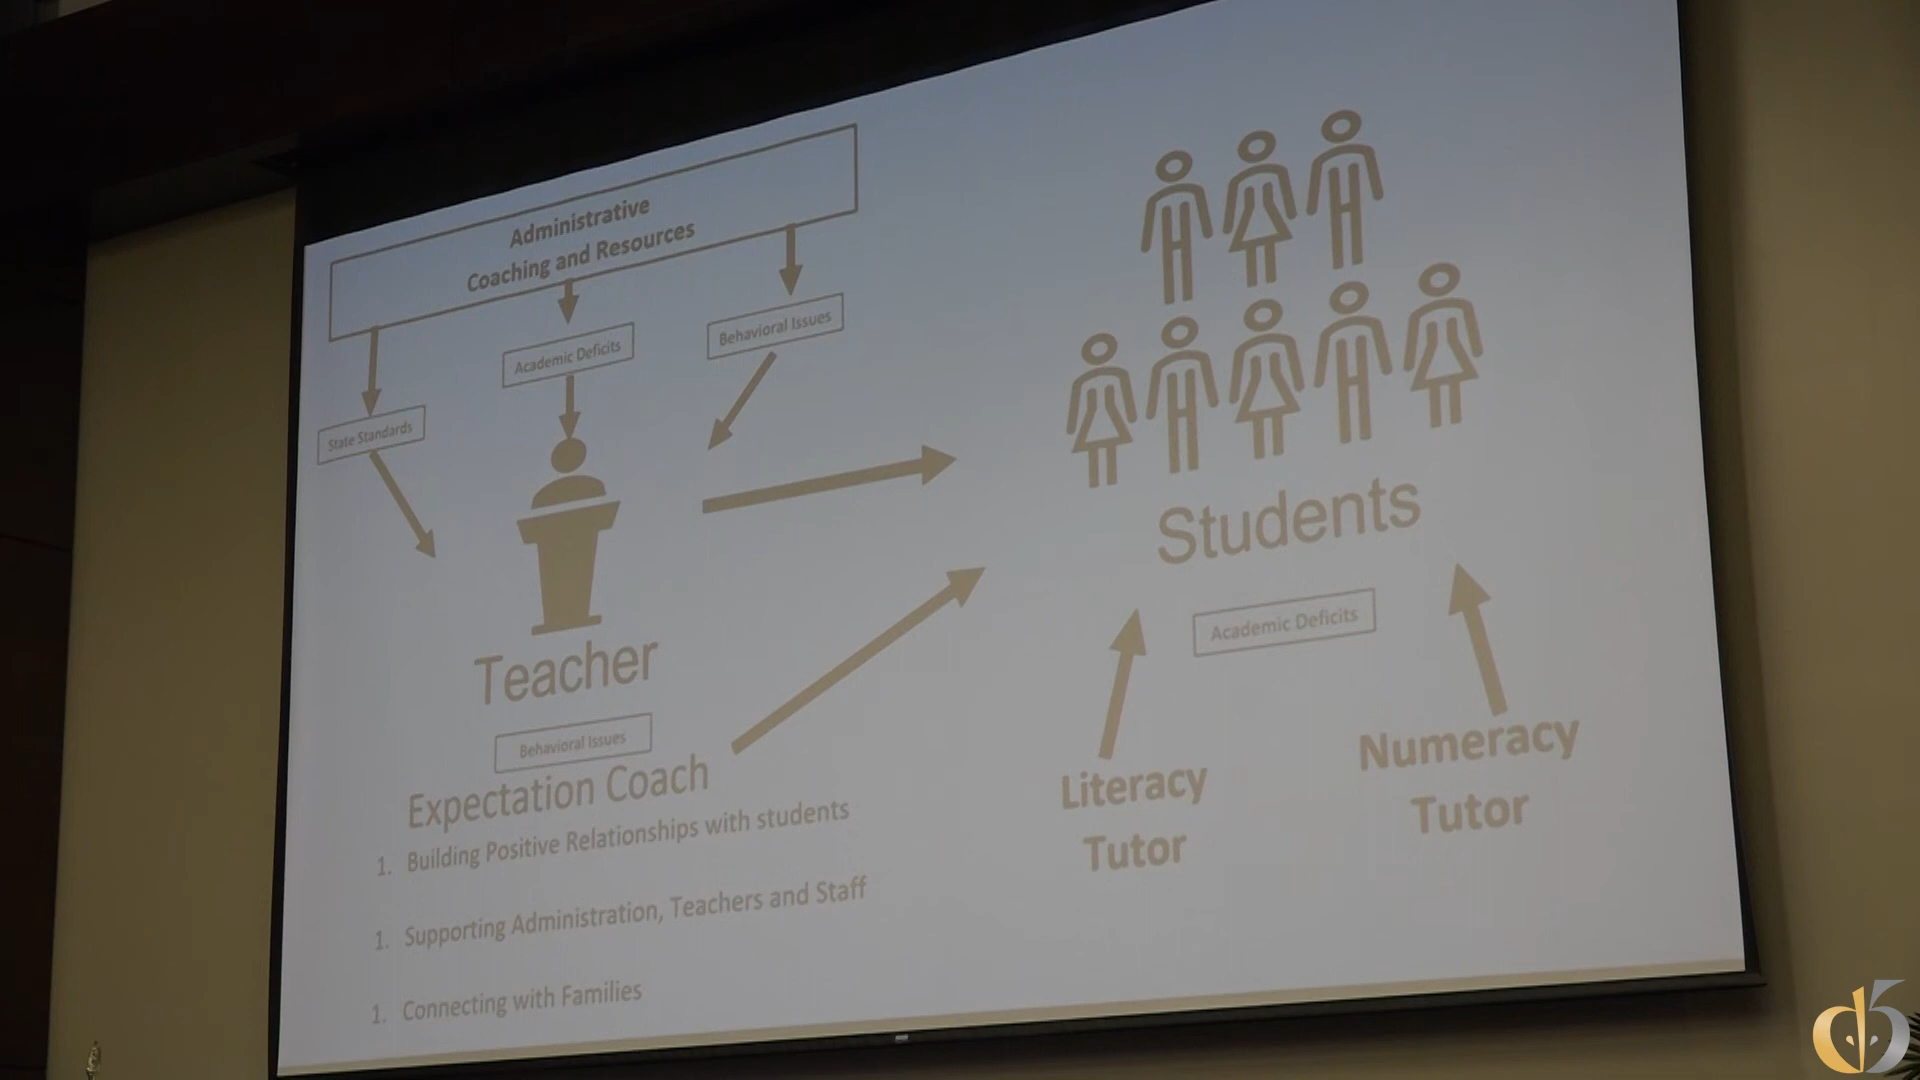 Administrative
Coaching and Resources
Behavioral Issues
Academic Deficits
State Standards
Teacher
Students
Academic Deficits
Behavioral Issues
Expectation Coach
1. Building Positive Relationships with students
1. Supporting Administration, Teachers and Staff
1. Connecting with Families
Literacy
Tutor
Numeracy
Tutor